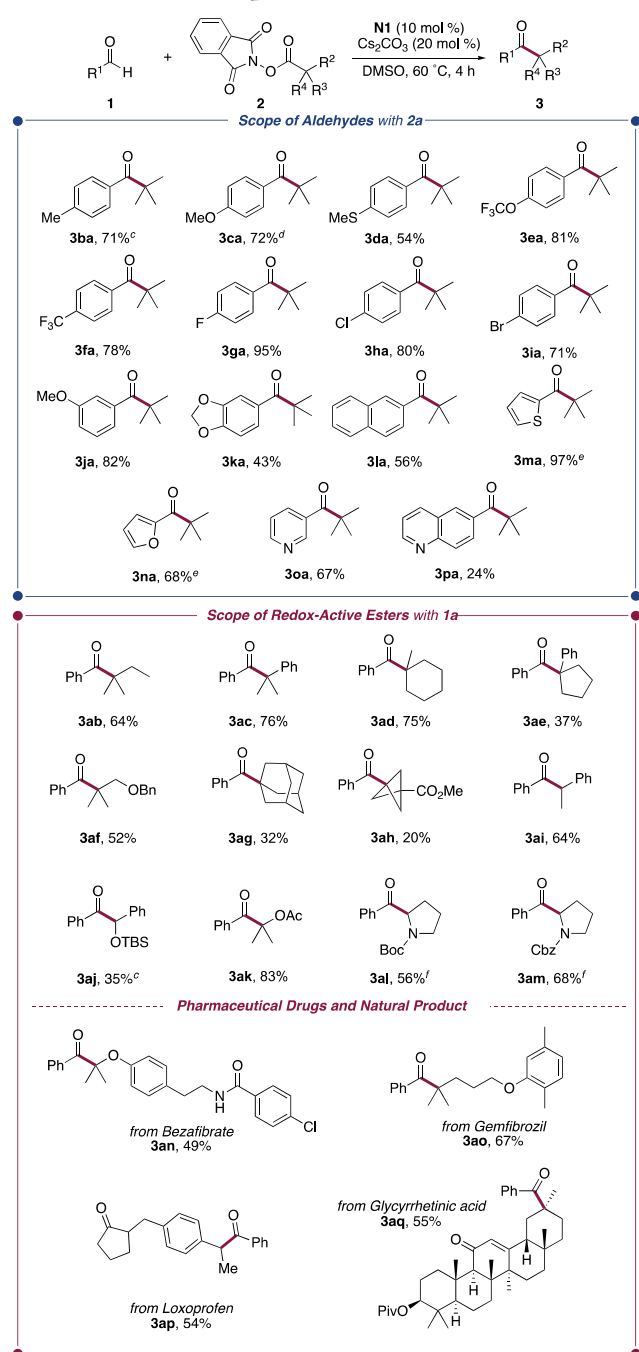 O O O N1 (10 mol %) O
R¹ H + N O R² Cs₂CO₃ (20 mol %) R¹ R²
O R⁴ R³ DMSO, 60 ˚C, 4 h R⁴ R³
1 2 3
Scope of Aldehydes with 2a
O O O O
Me MeO MeS F₃CO
3ba, 71%ᶜ 3ca, 72%ᵈ 3da, 54% 3ea, 81%
O O O O
F₃C F Cl Br
3fa, 78% 3ga, 95% 3ha, 80% 3ia, 71%
O O O O
MeO O O S
3ja, 82% 3ka, 43% 3la, 56% 3ma, 97%ᵉ
O O O
O N N
3na, 68%ᵉ 3oa, 67% 3pa, 24%
Scope of Redox-Active Esters with 1a
O O O O
Ph Ph Ph Ph Ph Ph
3ab, 64% 3ac, 76% 3ad, 75% 3ae, 37%
O O O O
Ph OBn Ph Ph CO₂Me Ph Ph
3af, 52% 3ag, 32% 3ah, 20% 3ai, 64%
O O O O
Ph Ph Ph OAc Ph N Ph N
OTBS Boc Cbz
3aj, 35%ᶜ 3ak, 83% 3al, 56%ᶠ 3am, 68%ᶠ
Pharmaceutical Drugs and Natural Product
O O
Ph O N H O Cl
from Bezafibrate
3an, 49%
O
Ph O
from Gemfibrozil
3ao, 67%
O O
Ph
Me
from Loxoprofen
3ap, 54%
Ph O
from Glycyrrhetinic acid
3aq, 55%
O
H H
PivO H